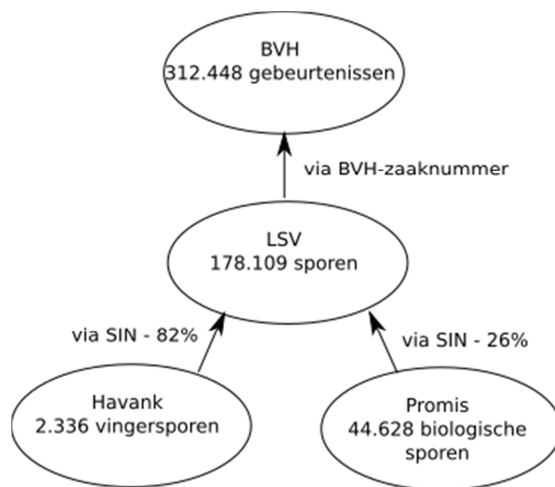 BVH
312.448 gebeurtenissen
via BVH-zaaknummer
LSV
178.109 sporen
via SIN - 82%
via SIN - 26%
Havank
2.336 vingersporen
Promis
44.628 biologische
sporen